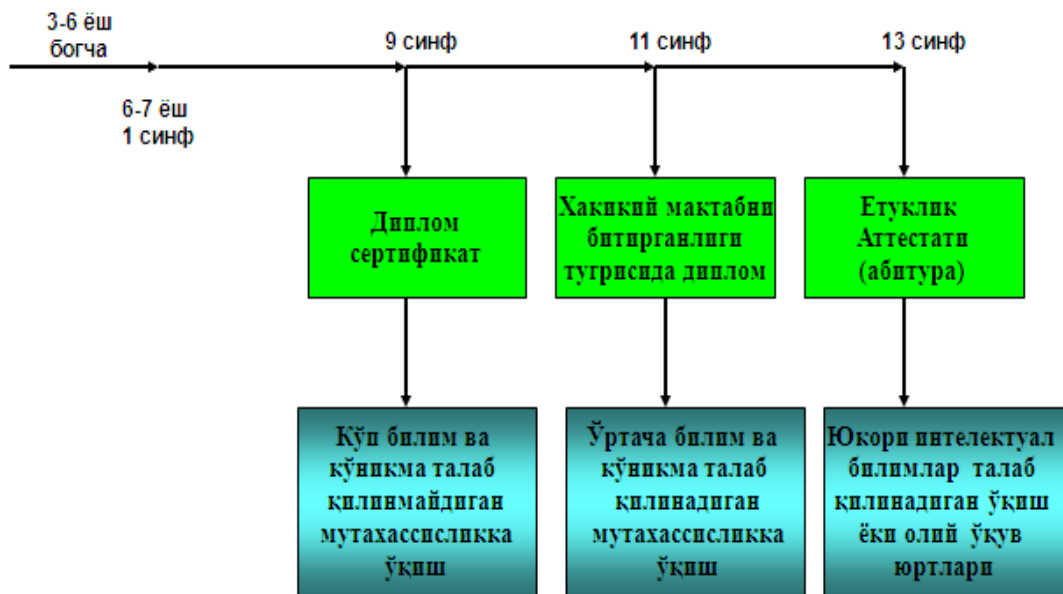 3-6 ёш
богча
6-7 ёш
1 синф
9 синф
11 синф
13 синф
Диплом
сертификат
Хакикий мактабни
битирганлиги
тугрисида диплом
Етуклик
Аттестати
(абитура)
Кўп билим ва
кўникма талаб
қилинмайдиган
мутахассисликка
ўқиш
Ўртача билим ва
кўникма талаб
қилинадиган
мутахассисликка
ўқиш
Юкори интелектуал
билимлар талаб
қилинадиган ўқиш
ёки олий ўқув
юртлари